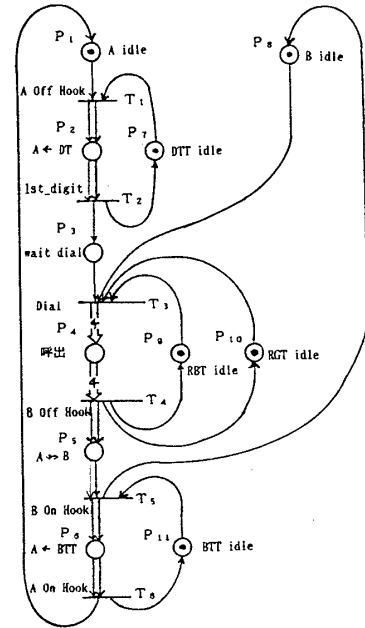 P1
A idle
P8
B idle
A Off Hook
T1
P2
P7
A ← DT
DTT idle
1st_digit
T2
P3
wait dial
Dial
T3
P4
4
P9
P10
呼出
RBT idle
RGT idle
4
T4
B Off Hook
P5
A ↔ B
T5
B On Hook
P6
P11
A ← BTT
BTT idle
A On Hook
T6